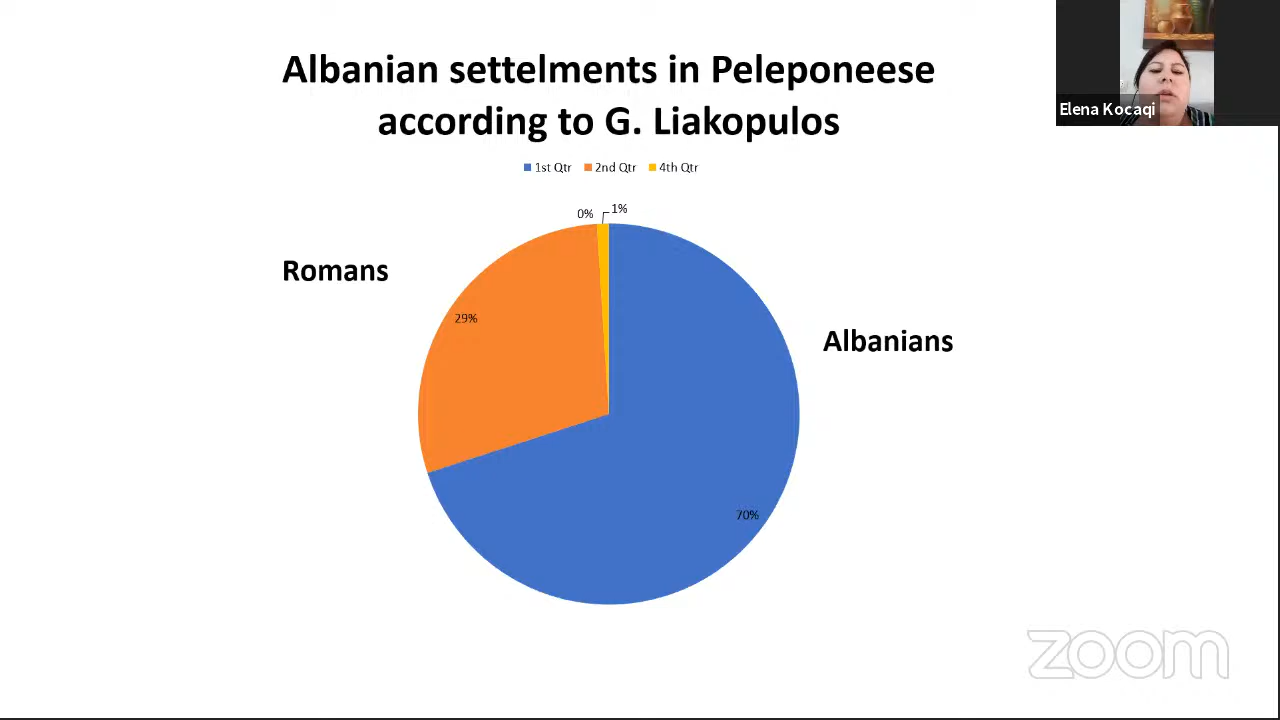 Albanian settelments in Peleponeese
according to G. Liakopulos
Elena Kocaqi
1st Qtr 2nd Qtr 4th Qtr
0% 1%
Romans
29%
Albanians
70%
zoom